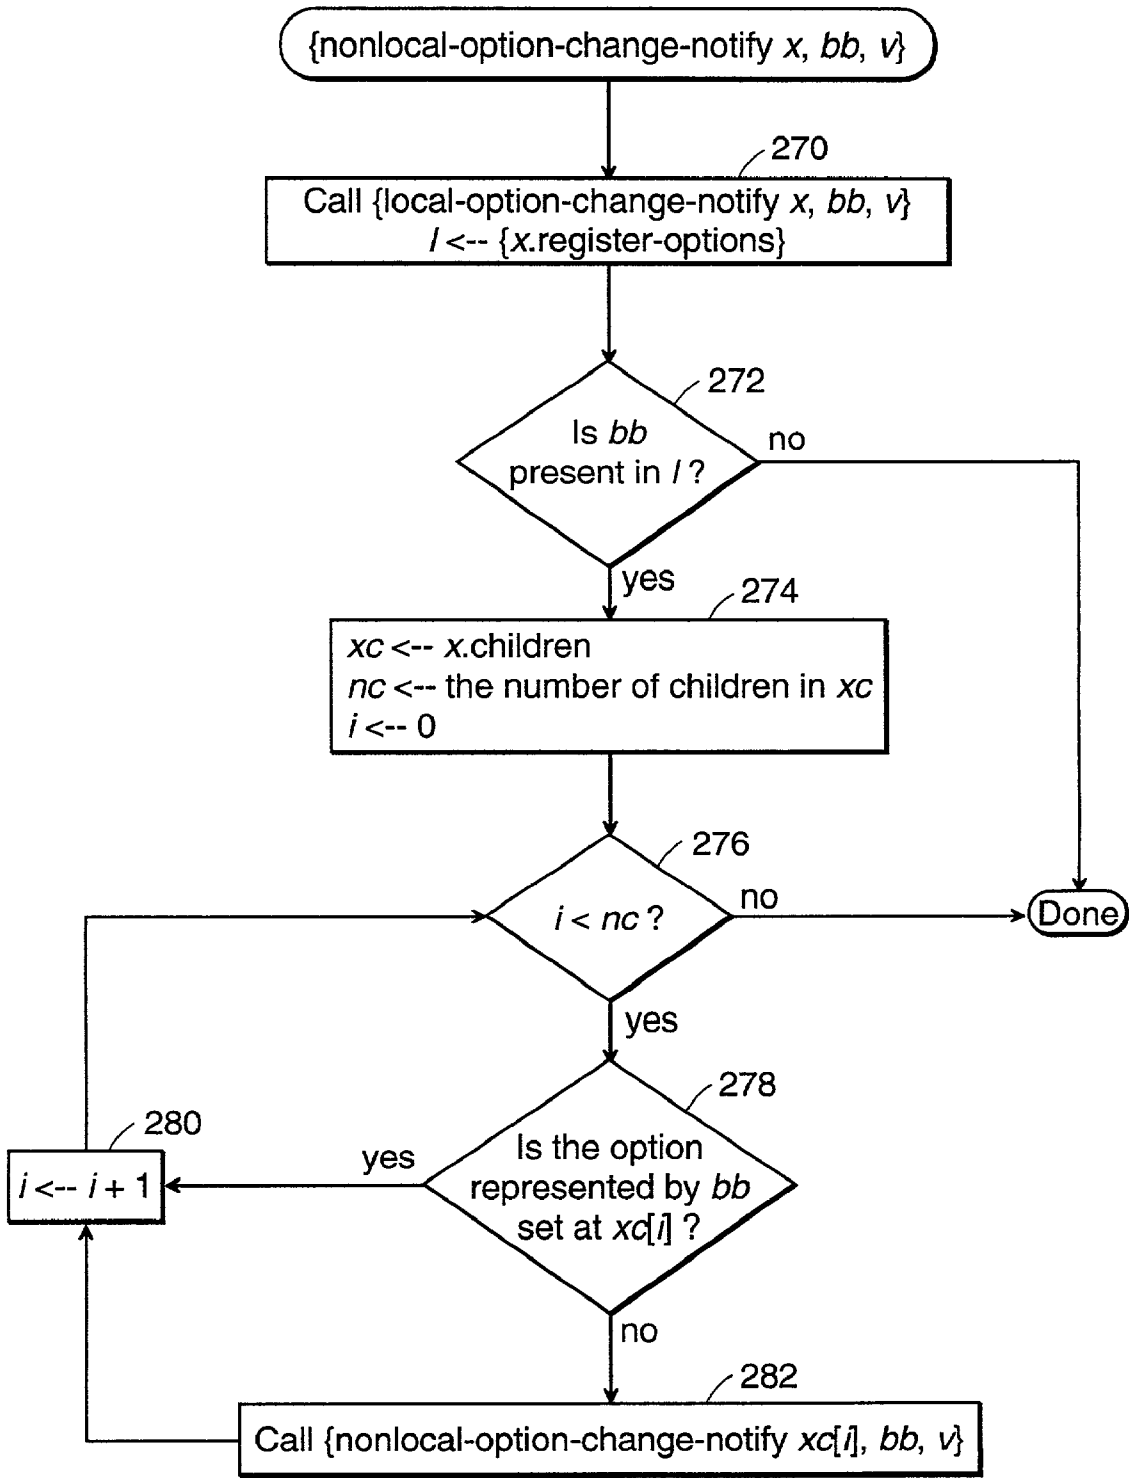 {nonlocal-option-change-notify x, bb, v}
270
Call {local-option-change-notify x, bb, v}
l <-- {x.register-options}
272
Is bb
present in l ?
no
yes
274
xc <-- x.children
nc <-- the number of children in xc
i <-- 0
276
i < nc ?
no
Done
yes
278
Is the option
represented by bb
set at xc[i] ?
yes
280
i <-- i + 1
no
282
Call {nonlocal-option-change-notify xc[i], bb, v}